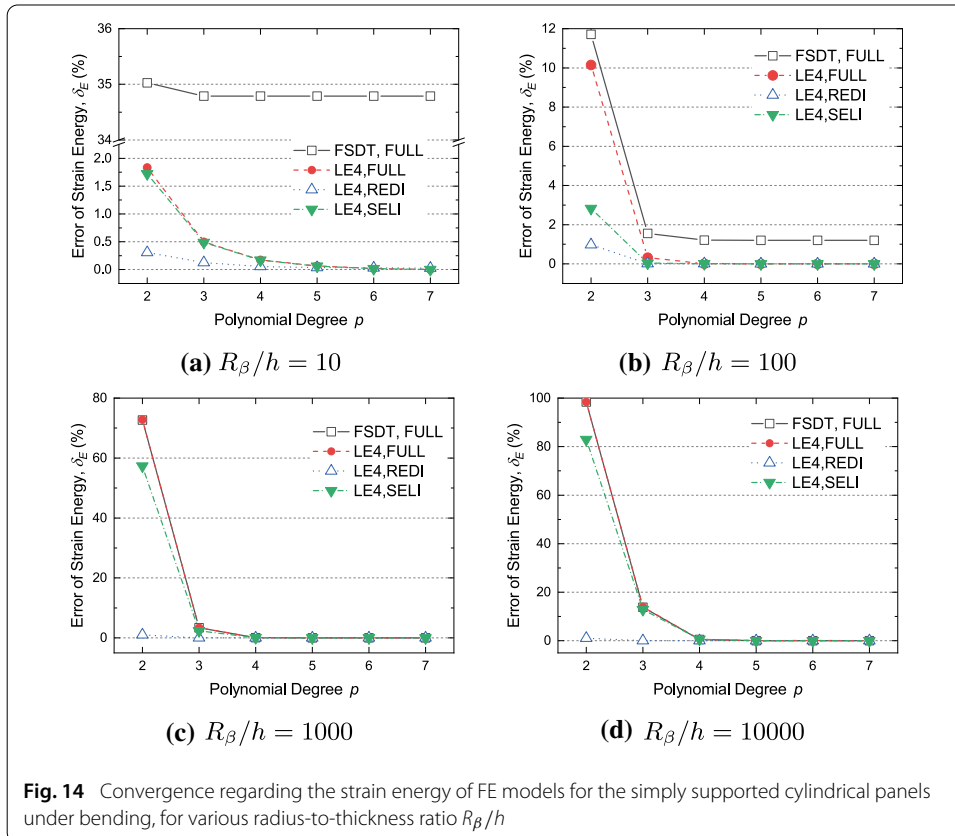 Error of Strain Energy, δE (%)
36
35
34
2.0
1.5
1.0
0.5
0.0
FSDT, FULL
LE4,FULL
LE4,REDI
LE4,SELI
2 3 4 5 6 7
Polynomial Degree p
(a) Rβ/h = 10
Error of Strain Energy, δE (%)
12
10
8
6
4
2
0
FSDT, FULL
LE4,FULL
LE4,REDI
LE4,SELI
2 3 4 5 6 7
Polynomial Degree p
(b) Rβ/h = 100
Error of Strain Energy, δE (%)
80
60
40
20
0
FSDT, FULL
LE4,FULL
LE4,REDI
LE4,SELI
2 3 4 5 6 7
Polynomial Degree p
(c) Rβ/h = 1000
Error of Strain Energy, δE (%)
100
80
60
40
20
0
FSDT, FULL
LE4,FULL
LE4,REDI
LE4,SELI
2 3 4 5 6 7
Polynomial Degree p
(d) Rβ/h = 10000
Fig. 14 Convergence regarding the strain energy of FE models for the simply supported cylindrical panels
under bending, for various radius-to-thickness ratio Rβ/h